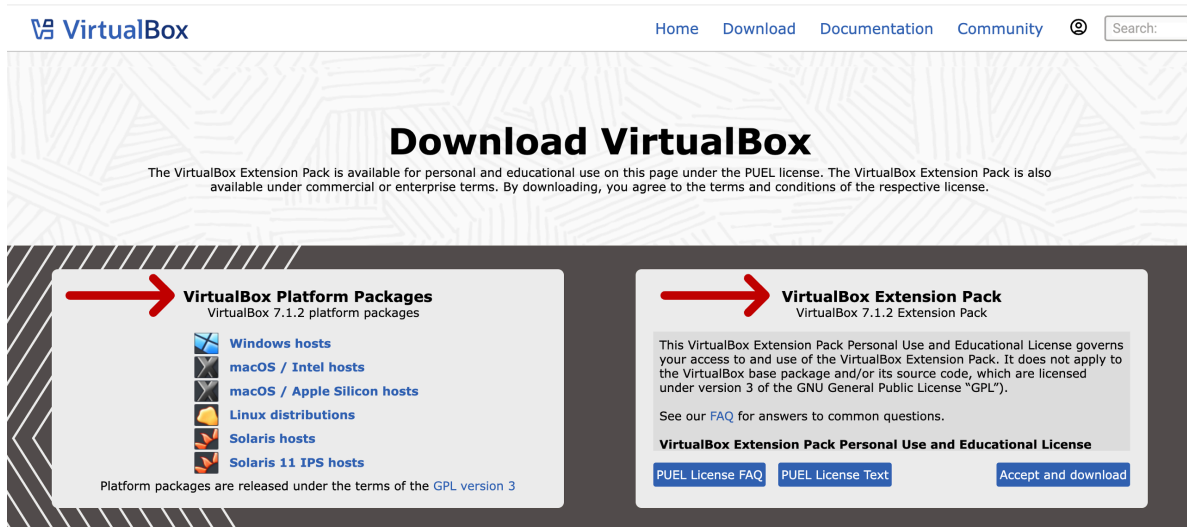 VirtualBox
Home Download Documentation Community
Search:
Download VirtualBox
The VirtualBox Extension Pack is available for personal and educational use on this page under the PUEL license. The VirtualBox Extension Pack is also
available under commercial or enterprise terms. By downloading, you agree to the terms and conditions of the respective license.
VirtualBox Platform Packages
VirtualBox 7.1.2 platform packages
Windows hosts
macOS / Intel hosts
macOS / Apple Silicon hosts
Linux distributions
Solaris hosts
Solaris 11 IPS hosts
Platform packages are released under the terms of the GPL version 3
VirtualBox Extension Pack
VirtualBox 7.1.2 Extension Pack
This VirtualBox Extension Pack Personal Use and Educational License governs
your access to and use of the VirtualBox Extension Pack. It does not apply to
the VirtualBox base package and/or its source code, which are licensed
under version 3 of the GNU General Public License “GPL”).
See our FAQ for answers to common questions.
VirtualBox Extension Pack Personal Use and Educational License
PUEL License FAQ PUEL License Text Accept and download